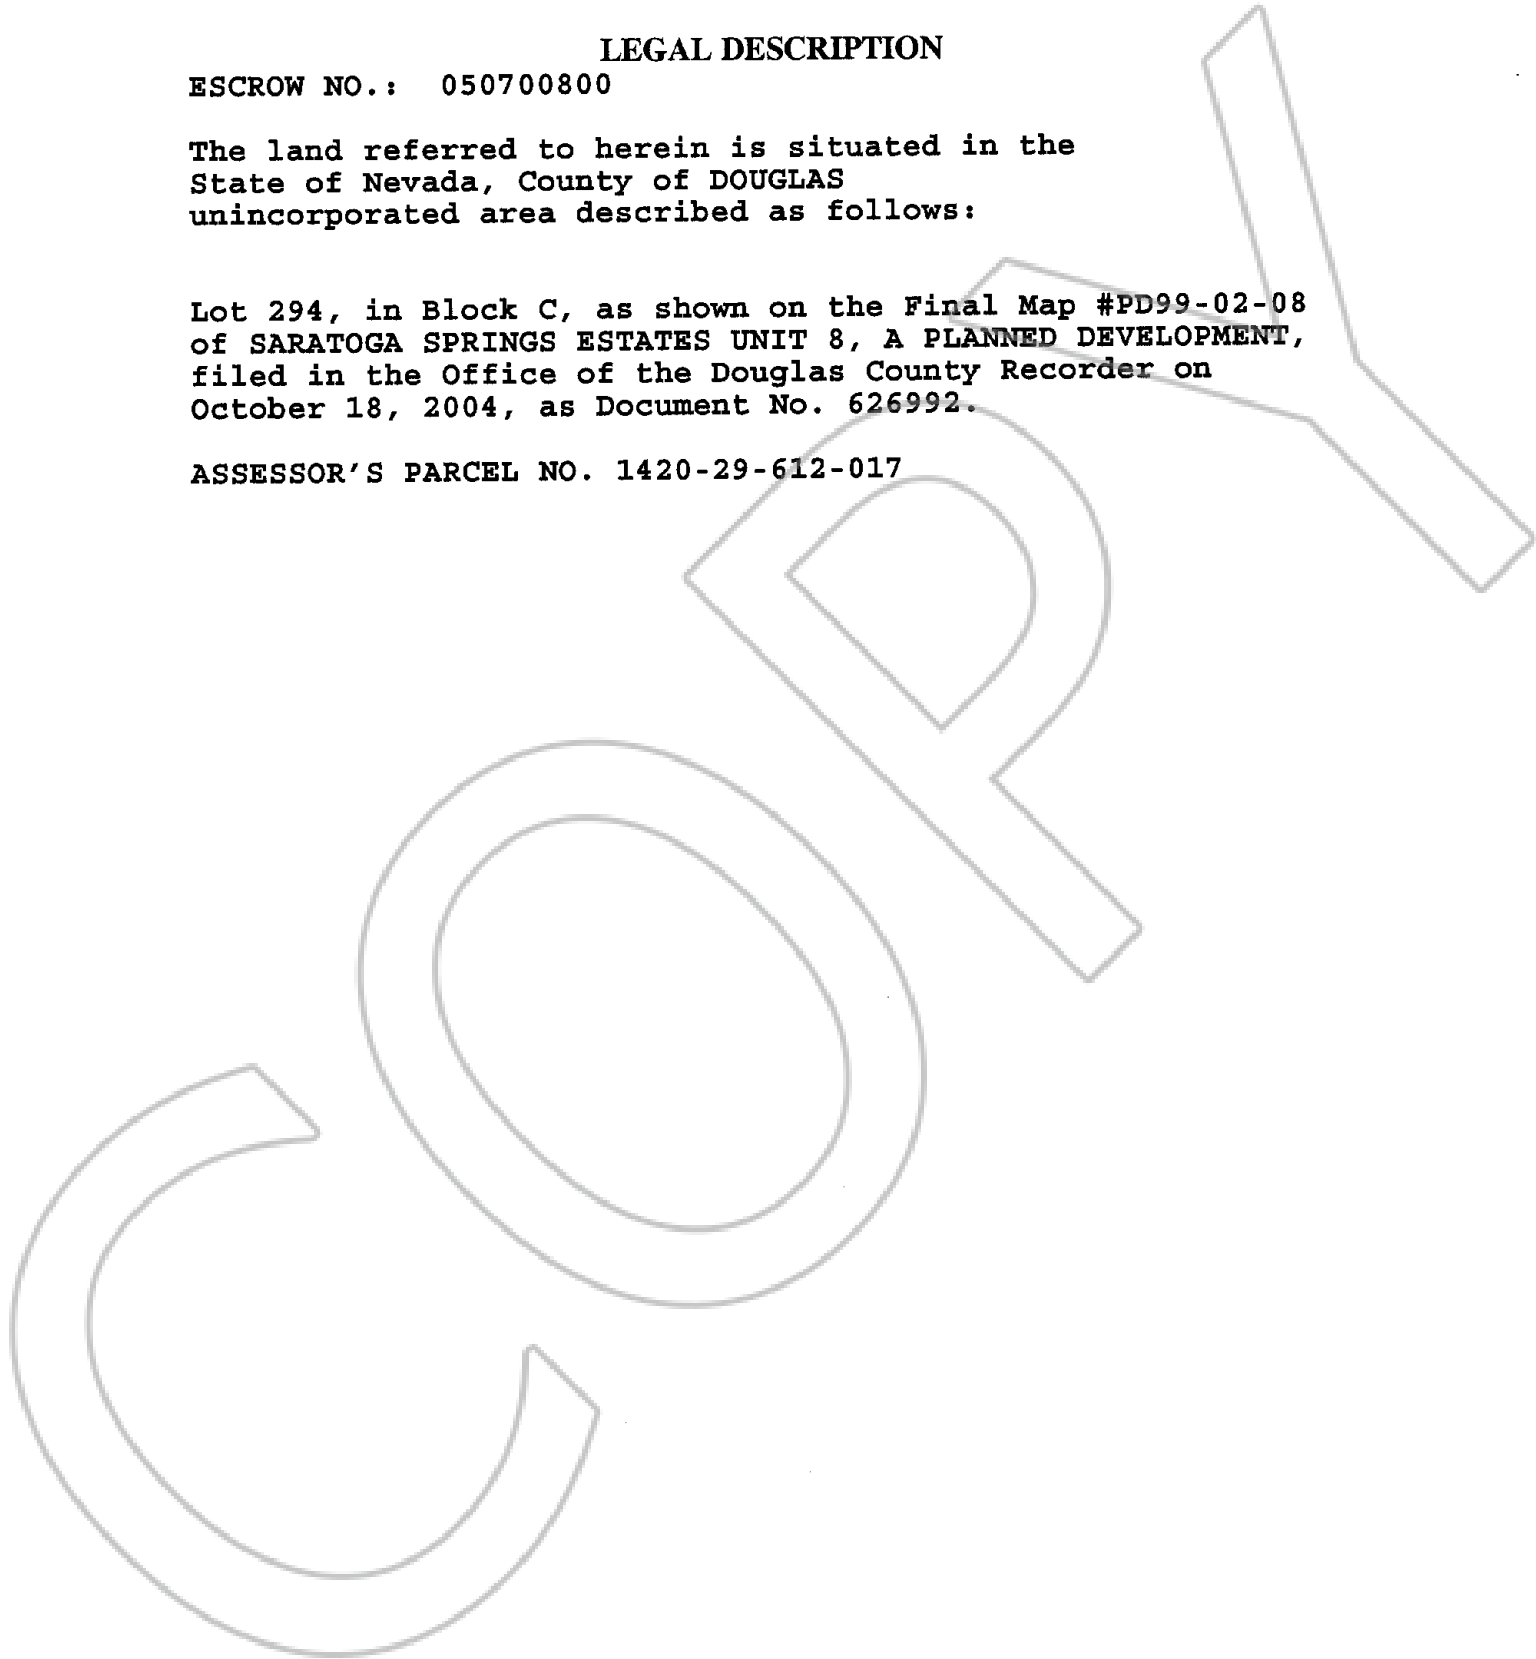 LEGAL DESCRIPTION
ESCROW NO.: 050700800
The land referred to herein is situated in the
State of Nevada, County of DOUGLAS
unincorporated area described as follows:
Lot 294, in Block C, as shown on the Final Map #PD99-02-08
of SARATOGA SPRINGS ESTATES UNIT 8, A PLANNED DEVELOPMENT,
filed in the Office of the Douglas County Recorder on
October 18, 2004, as Document No. 626992.
ASSESSOR'S PARCEL NO. 1420-29-612-017
COPY